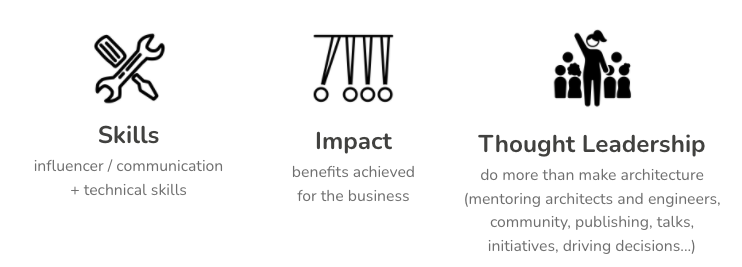 Skills
influencer / communication
+ technical skills
Impact
benefits achieved
for the business
Thought Leadership
do more than make architecture
(mentoring architects and engineers,
community, publishing, talks,
initiatives, driving decisions...)